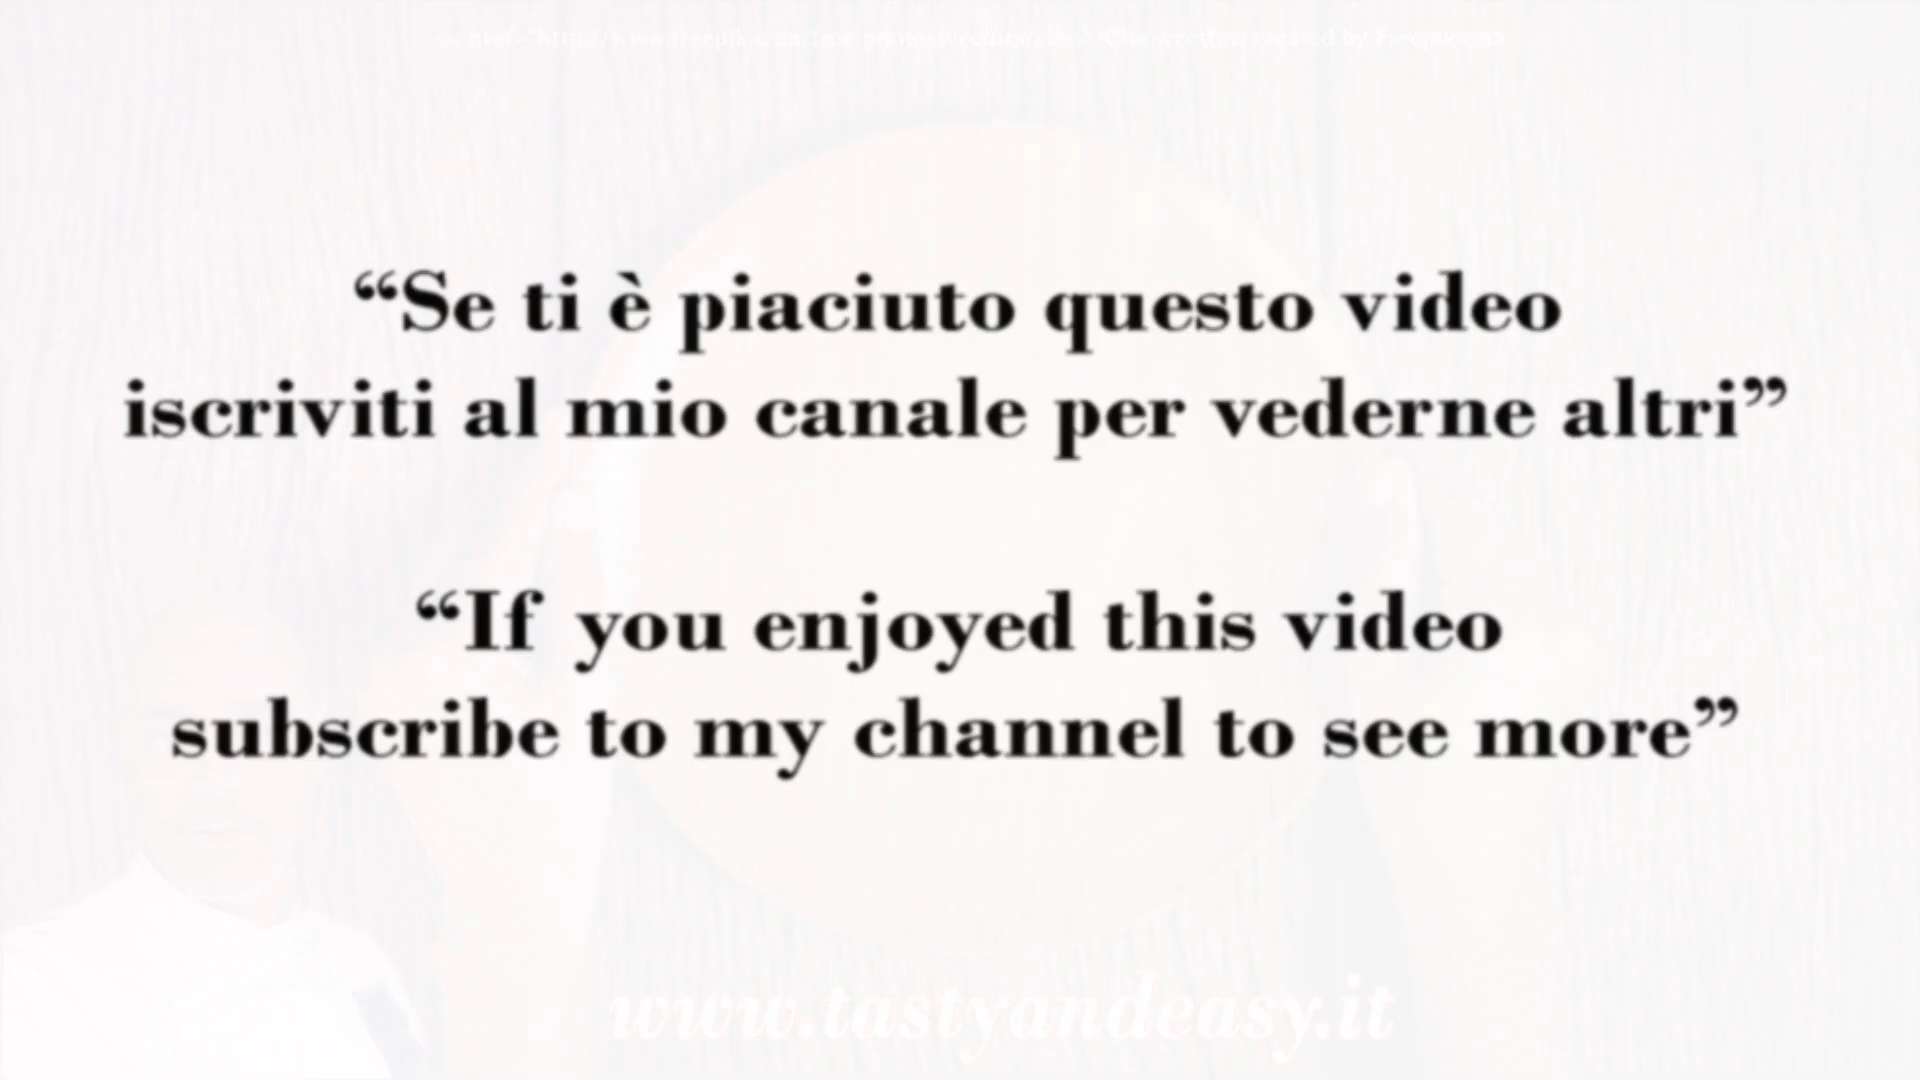 “Se ti è piaciuto questo video
iscriviti al mio canale per vederne altri”
“If you enjoyed this video
subscribe to my channel to see more”
www.tastyandeasy.it